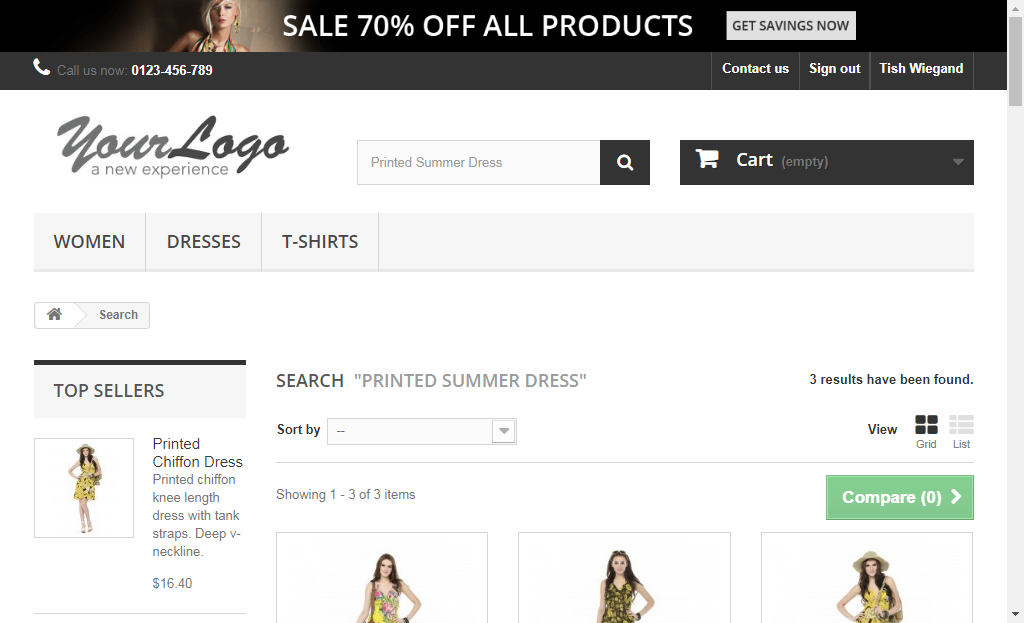 SALE 70% OFF ALL PRODUCTS
GET SAVINGS NOW
Call us now: 0123-456-789
Contact us
Sign out
Tish Wiegand
YourLogo
a new experience
Printed Summer Dress
Cart (empty)
WOMEN
DRESSES
T-SHIRTS
Search
TOP SELLERS
Printed
Chiffon Dress
Printed chiffon
knee length
dress with tank
straps. Deep v-
neckline.
$16.40
SEARCH "PRINTED SUMMER DRESS"
3 results have been found.
Sort by
--
View
Grid
List
Showing 1 - 3 of 3 items
Compare (0)